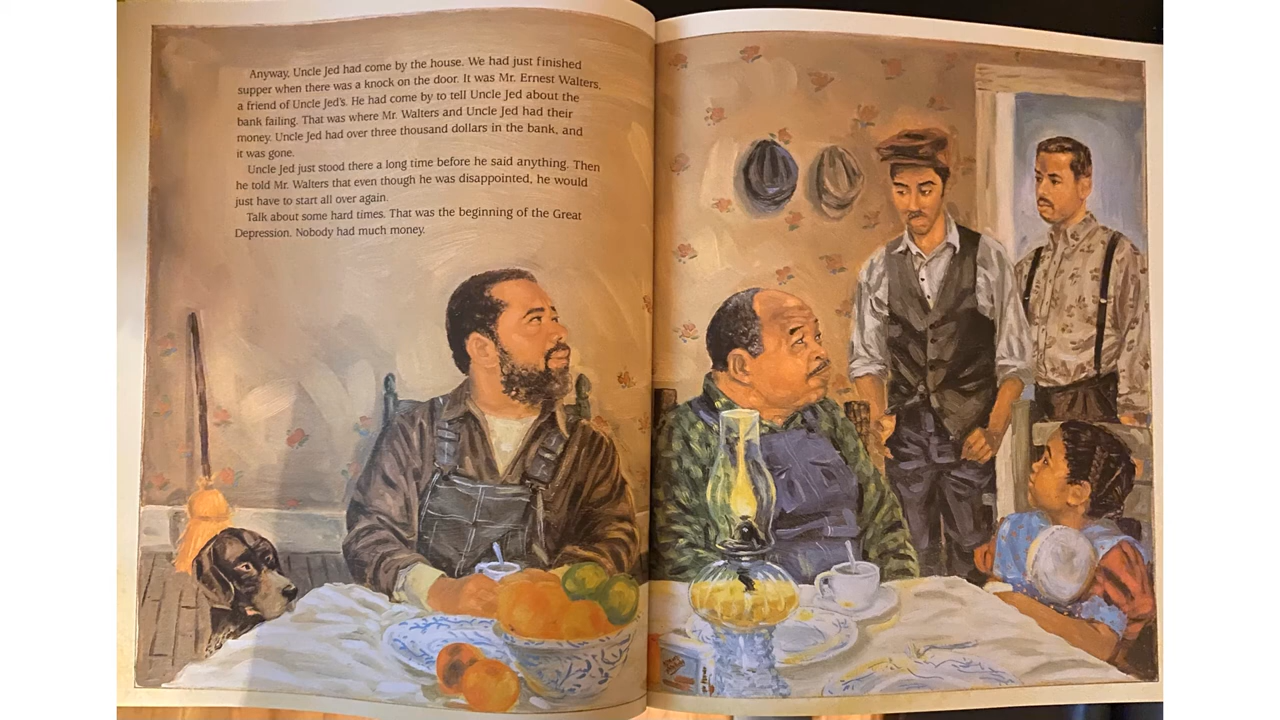 Anyway, Uncle Jed had come by the house. We had just finished
supper when there was a knock on the door. It was Mr. Ernest Walters,
a friend of Uncle Jed's. He had come by to tell Uncle Jed about the
bank failing. That was where Mr. Walters and Uncle Jed had their
money. Uncle Jed had over three thousand dollars in the bank, and
it was gone.
Uncle Jed just stood there a long time before he said anything. Then
he told Mr. Walters that even though he was disappointed, he would
just have to start all over again.
Talk about some hard times. That was the beginning of the Great
Depression. Nobody had much money.